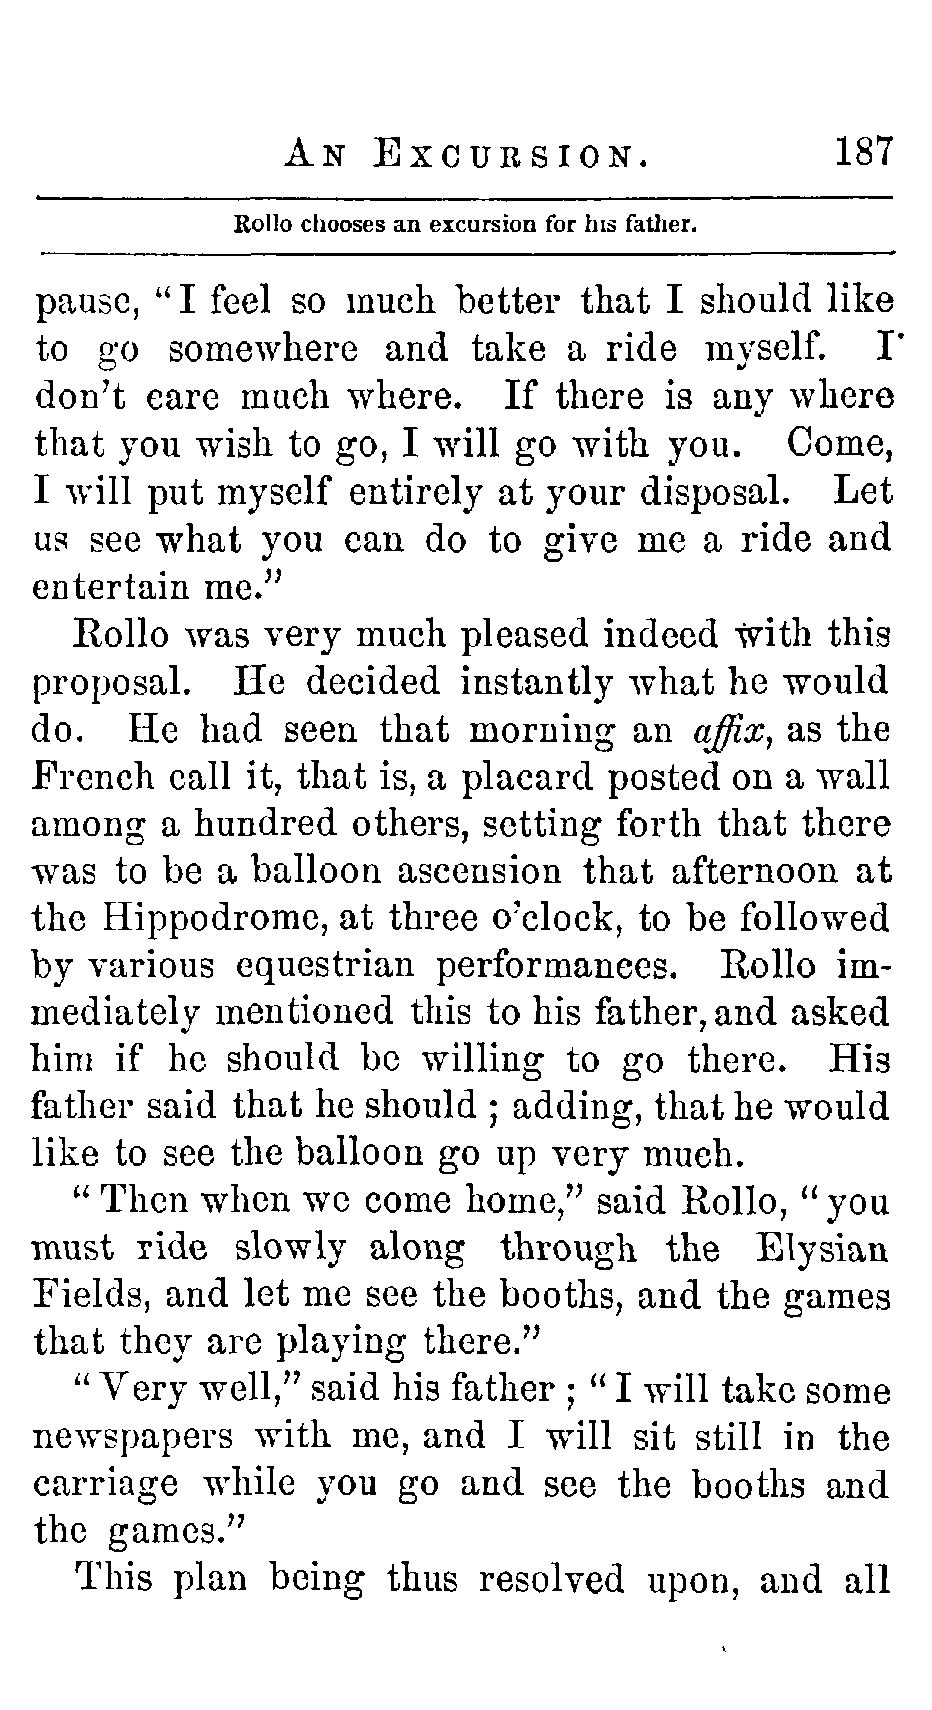 AN EXCURSION. 187
Rollo chooses an excursion for his father.
pause, "I feel so much better that I should like
to go somewhere and take a ride myself. I
don't care much where. If there is any where
that you wish to go, I will go with you. Come,
I will put myself entirely at your disposal. Let
us see what you can do to give me a ride and
entertain me."
Rollo was very much pleased indeed with this
proposal. He decided instantly what he would
do. He had seen that morning an affix, as the
French call it, that is, a placard posted on a wall
among a hundred others, setting forth that there
was to be a balloon ascension that afternoon at
the Hippodrome, at three o'clock, to be followed
by various equestrian performances. Rollo im-
mediately mentioned this to his father, and asked
him if he should be willing to go there. His
father said that he should ; adding, that he would
like to see the balloon go up very much.
"Then when we come home," said Rollo, "you
must ride slowly along through the Elysian
Fields, and let me see the booths, and the games
that they are playing there."
"Very well," said his father ; "I will take some
newspapers with me, and I will sit still in the
carriage while you go and see the booths and
the games."
This plan being thus resolved upon, and all